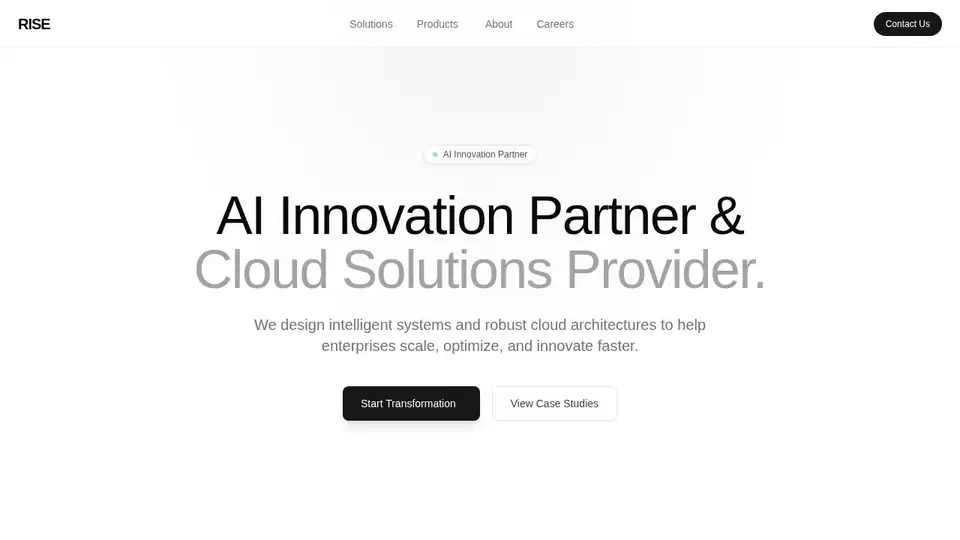 RISE
Solutions
Products
About
Careers
Contact Us
AI Innovation Partner
AI Innovation Partner &
Cloud Solutions Provider.
We design intelligent systems and robust cloud architectures to help
enterprises scale, optimize, and innovate faster.
Start Transformation
View Case Studies